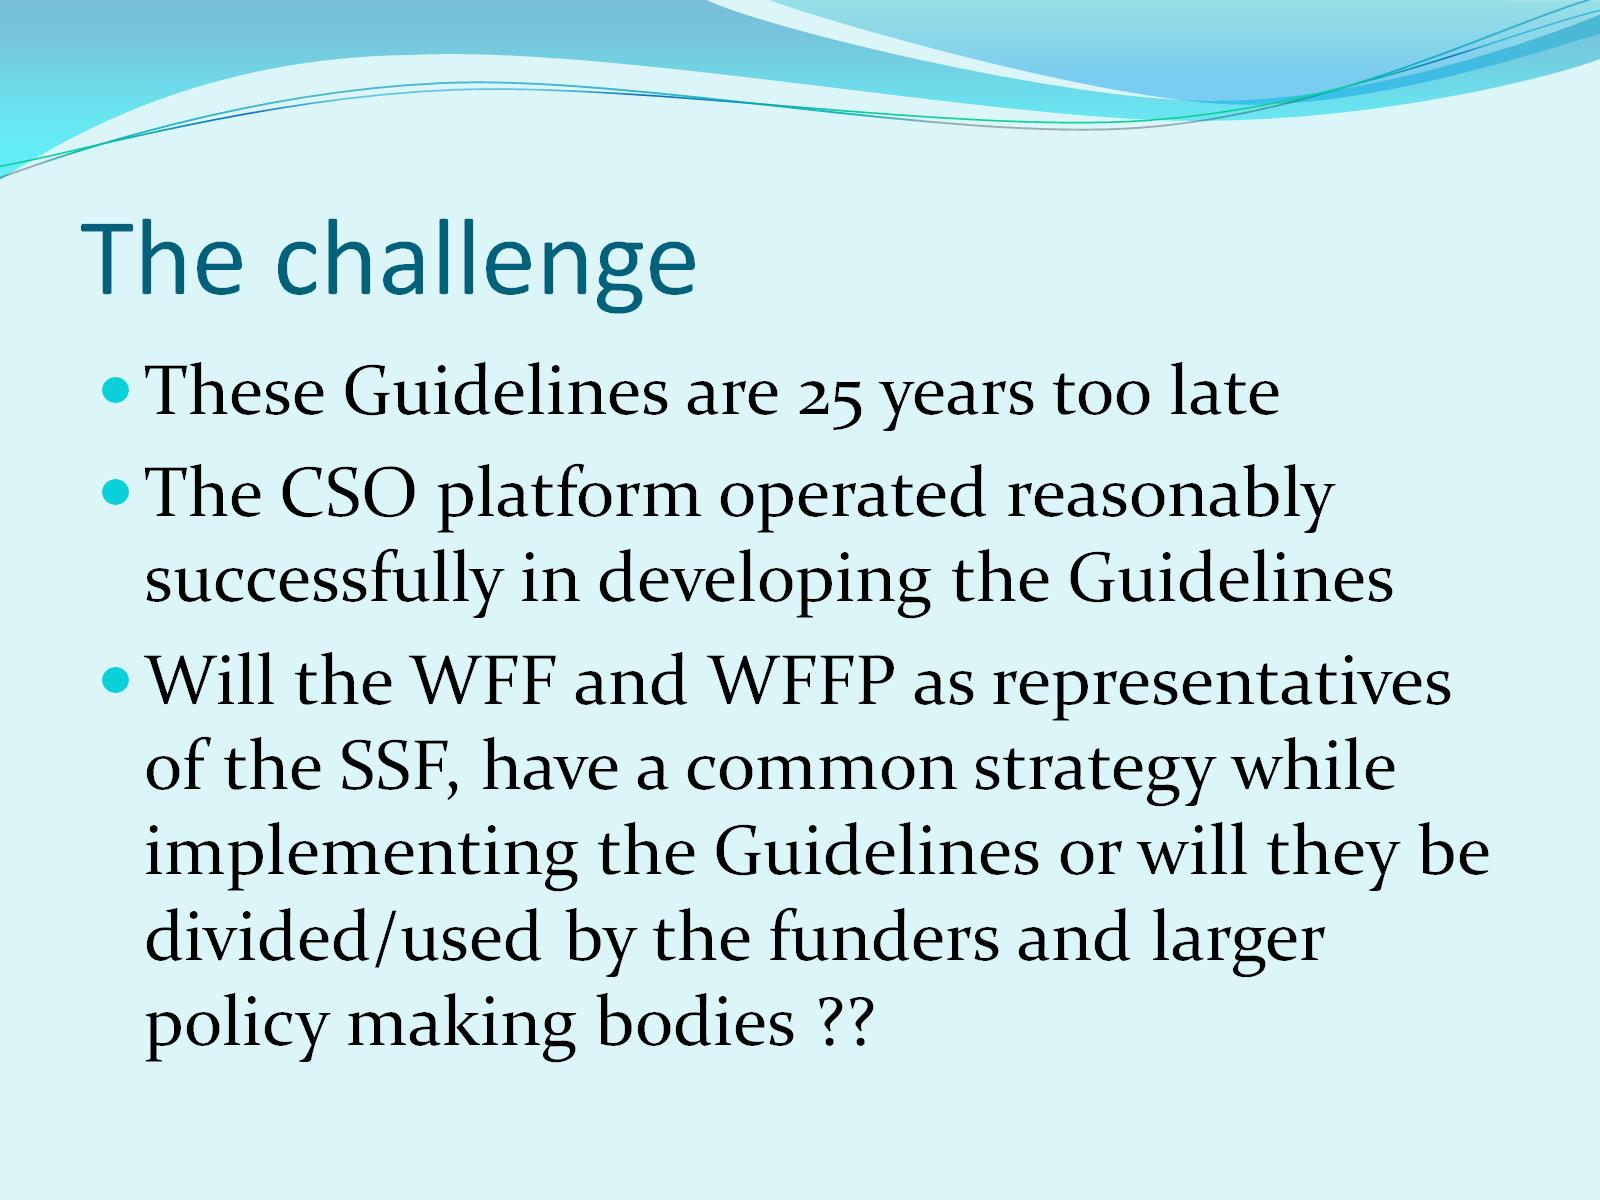 The challenge
These Guidelines are 25 years too late
The CSO platform operated reasonably
successfully in developing the Guidelines
Will the WFF and WFFP as representatives
of the SSF, have a common strategy while
implementing the Guidelines or will they be
divided/used by the funders and larger
policy making bodies ??